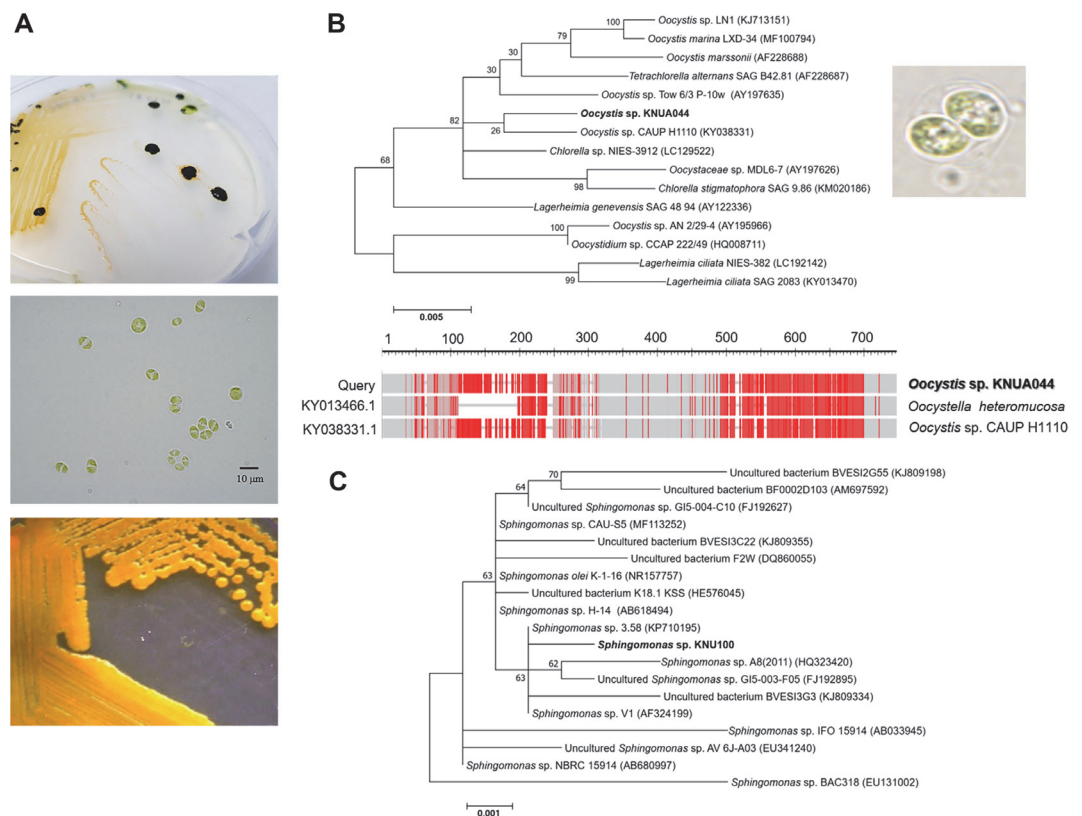 A
10 μm
B
Oocystis sp. LN1 (KJ713151)
100
Oocystis marina LXD-34 (MF100794)
79
Oocystis marssonii (AF228688)
30
Tetrachlorella alternans SAG B42.81 (AF228687)
30
Oocystis sp. Tow 6/3 P-10w (AY197635)
82
Oocystis sp. KNUA044
26
Oocystis sp. CAUP H1110 (KY038331)
Chlorella sp. NIES-3912 (LC129522)
68
Oocystaceae sp. MDL6-7 (AY197626)
98
Chlorella stigmatophora SAG 9.86 (KM020186)
Lagerheimia genevensis SAG 48 94 (AY122336)
Oocystis sp. AN 2/29-4 (AY195966)
100
Oocystidium sp. CCAP 222/49 (HQ008711)
Lagerheimia ciliata NIES-382 (LC192142)
99
Lagerheimia ciliata SAG 2083 (KY013470)
0.005
1 100 200 300 400 500 600 700
Query Oocystis sp. KNUA044
KY013466.1 Oocystella heteromucosa
KY038331.1 Oocystis sp. CAUP H1110
C
Uncultured bacterium BVESI2G55 (KJ809198)
70
Uncultured bacterium BF0002D103 (AM697592)
64
Uncultured Sphingomonas sp. GI5-004-C10 (FJ192627)
Sphingomonas sp. CAU-S5 (MF113252)
Uncultured bacterium BVESI3C22 (KJ809355)
Uncultured bacterium F2W (DQ860055)
63
Sphingomonas olei K-1-16 (NR157757)
Uncultured bacterium K18.1 KSS (HE576045)
Sphingomonas sp. H-14 (AB618494)
Sphingomonas sp. 3.58 (KP710195)
Sphingomonas sp. KNU100
62
Sphingomonas sp. A8(2011) (HQ323420)
63
Uncultured Sphingomonas sp. GI5-003-F05 (FJ192895)
Uncultured bacterium BVESI3G3 (KJ809334)
Sphingomonas sp. V1 (AF324199)
Sphingomonas sp. IFO 15914 (AB033945)
Uncultured Sphingomonas sp. AV 6J-A03 (EU341240)
Sphingomonas sp. NBRC 15914 (AB680997)
Sphingomonas sp. BAC318 (EU131002)
0.001